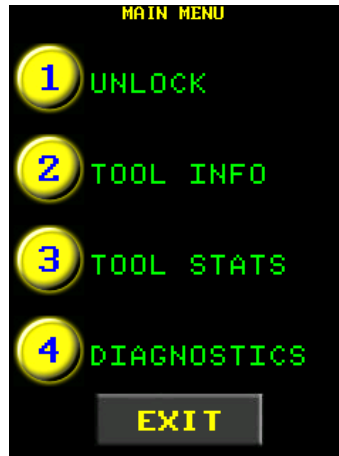 MAIN MENU
1 UNLOCK
2 TOOL INFO
3 TOOL STATS
4 DIAGNOSTICS
EXIT